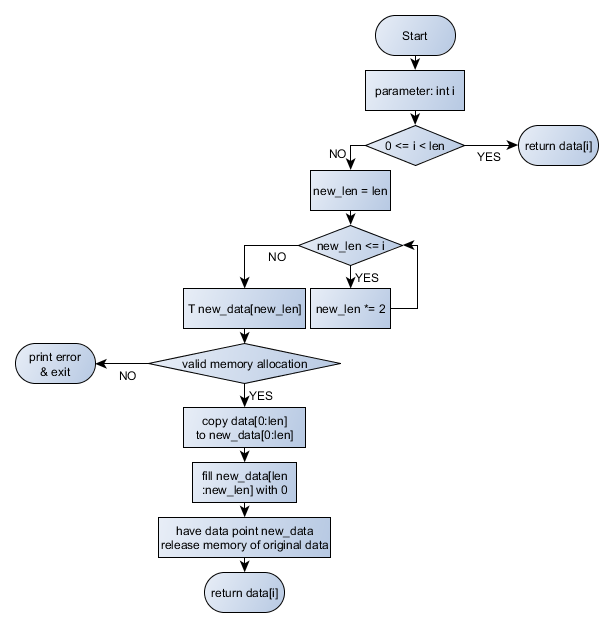 Start
parameter: int i
0 <= i < len
YES
return data[i]
NO
new_len = len
new_len <= i
NO
YES
T new_data[new_len]
new_len *= 2
valid memory allocation
print error
& exit
NO
YES
copy data[0:len]
to new_data[0:len]
fill new_data[len
:new_len] with 0
have data point new_data
release memory of original data
return data[i]